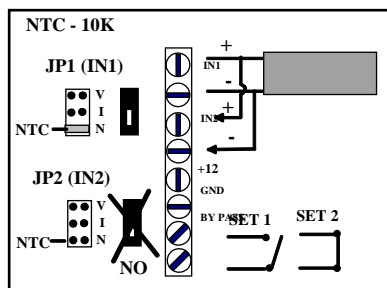 NTC - 10K
JP1 (IN1)
V
I
NTC N
+
IN1
-
+
IN2
-
+12
GND
JP2 (IN2)
V
I
NTC N
NO
BY PASS
SET 1
SET 2